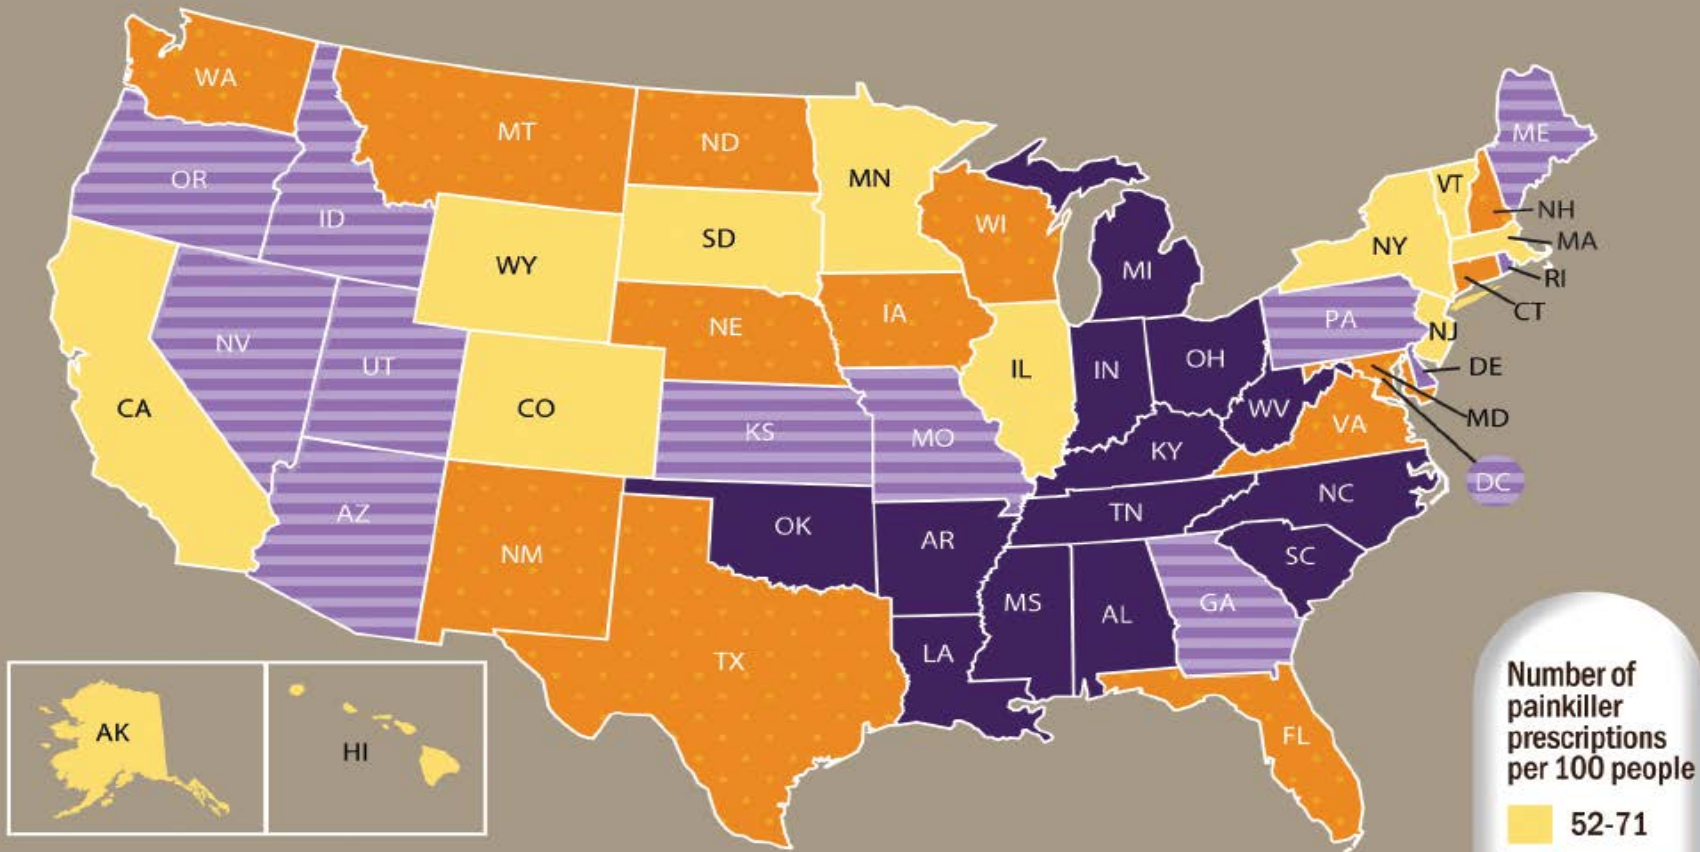 WA
MT
ND
MN
ME
OR
ID
WI
VT
NH
SD
NY
MA
WY
MI
RI
NE
IA
CT
NV
PA
NJ
UT
IL
IN
OH
DE
CA
CO
WV
MD
KS
MO
VA
KY
DC
AZ
OK
AR
TN
NC
NM
SC
MS
AL
GA
TX
LA
AK
HI
FL
Number of
painkiller
prescriptions
per 100 people
52-71